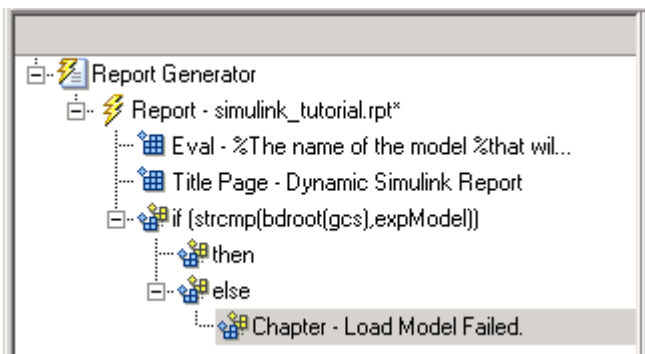 Report Generator
Report - simulink_tutorial.rpt*
Eval - %The name of the model %that wil...
Title Page - Dynamic Simulink Report
if (strcmp(bdroot(gcs),expModel))
then
else
Chapter - Load Model Failed.